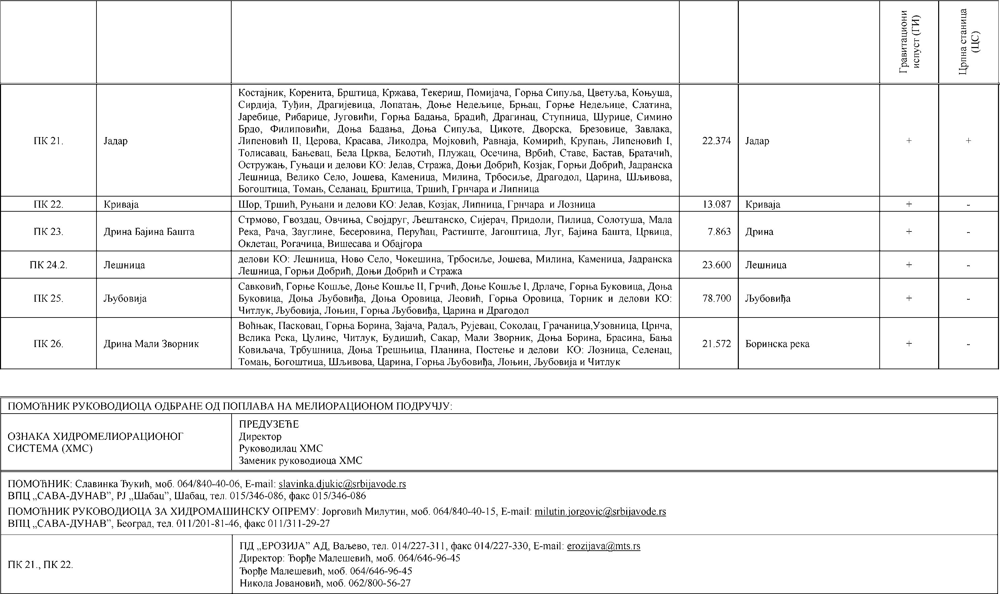 Гравитациони
испуст (ГИ)
Црпна станица
(ЦС)
ПК 21.
Јадар
Костајник, Коренита, Брштица, Кржава, Текериш, Помијача, Горња Сипуља, Цветуља, Коњуша,
Сирдија, Туђин, Драгијевица, Лопатањ, Доње Недељице, Брњац, Горње Недељице, Слатина,
Јаребице, Рибарице, Југовићи, Горња Бадања, Брадић, Драгинац, Ступница, Шурице, Симино
Брдо, Филиповићи, Доња Бадања, Доња Сипуља, Цикоте, Дворска, Брезовице, Завлака,
Липеновић II, Церова, Красава, Ликодра, Мојковић, Равнаја, Комирић, Крупањ, Липеновић I,
Толисавац, Бањевац, Бела Црква, Белотић, Плужац, Осечина, Врбић, Ставе, Бастав, Братачић,
Остружањ, Гуњаци и делови КО: Јелав, Стража, Доњи Добрић, Козјак, Горњи Добрић, Јадранска
Лешница, Велико Село, Јошева, Каменица, Милина, Трбосиље, Драгодол, Царина, Шљивова,
Богоштица, Томањ, Селанац, Брштица, Тршић, Грнчара и Липница
22.374
Јадар
+
+
ПК 22.
Криваја
Шор, Тршић, Руњани и делови КО: Јелав, Козјак, Липница, Грнчара и Лозница
13.087
Криваја
+
-
ПК 23.
Дрина Бајина Башта
Стрмово, Гвоздац, Овчиња, Својдруг, Љештанско, Сијерач, Придоли, Пилица, Солотуша, Мала
Река, Рача, Зауглине, Бесеровина, Перућац, Растиште, Јагоштица, Луг, Бајина Башта, Црвица,
Оклетац, Рогачица, Вишесава и Обајгора
7.863
Дрина
+
-
ПК 24.2.
Лешница
делови КО: Лешница, Ново Село, Чокешина, Трбосиље, Јошева, Милина, Каменица, Јадранска
Лешница, Горњи Добрић, Доњи Добрић и Стража
23.600
Лешница
+
-
ПК 25.
Љубовија
Савковић, Горње Кошље, Доње Кошље II, Грчић, Доње Кошље I, Дрлаче, Горња Буковица, Доња
Буковица, Доња Љубовиђа, Доња Оровица, Леовић, Горња Оровица, Торник и делови КО:
Читлук, Љубовија, Лоњин, Горња Љубовиђа, Царина и Драгодол
78.700
Љубовиђа
+
-
ПК 26.
Дрина Мали Зворник
Воћњак, Пасковац, Горња Борина, Зајача, Радаљ, Рујевац, Соколац, Грачаница,Узовница, Црнча,
Велика Река, Цулине, Читлук, Будишић, Сакар, Мали Зворник, Доња Борина, Брасина, Бања
Ковиљача, Трбушница, Доња Трешњица, Планина, Постење и делови КО: Лозница, Селенац,
Томањ, Богоштица, Шљивова, Царина, Горња Љубовиђа, Лоњин, Љубовија и Читлук
21.572
Боринска река
+
-
ПОМОЋНИК РУКОВОДИОЦА ОДБРАНЕ ОД ПОПЛАВА НА МЕЛИОРАЦИОНОМ ПОДРУЧЈУ:
ОЗНАКА ХИДРОМЕЛИОРАЦИОНОГ
СИСТЕМА (ХМС)
ПРЕДУЗЕЋЕ
Директор
Руководилац ХМС
Заменик руководиоца ХМС
ПОМОЋНИК: Славинка Ђукић, моб. 064/840-40-06, E-mail: slavinka.djukic@srbijavode.rs
ВПЦ „САВА-ДУНАВ”, РЈ „Шабац”, Шабац, тел. 015/346-086, факс 015/346-086
ПОМОЋНИК РУКОВОДИОЦА ЗА ХИДРОМАШИНСКУ ОПРЕМУ: Јорговић Милутин, моб. 064/840-40-15, E-mail: milutin.jorgovic@srbijavode.rs
ВПЦ „САВА-ДУНАВ”, Београд, тел. 011/201-81-46, факс 011/311-29-27
ПК 21., ПК 22.
ПД „ЕРОЗИЈА” АД, Ваљево, тел. 014/227-311, факс 014/227-330, E-mail: erozijava@mts.rs
Директор: Ђорђе Малешевић, моб. 064/646-96-45
Ђорђе Малешевић, моб. 064/646-96-45
Никола Јовановић, моб. 062/800-56-27